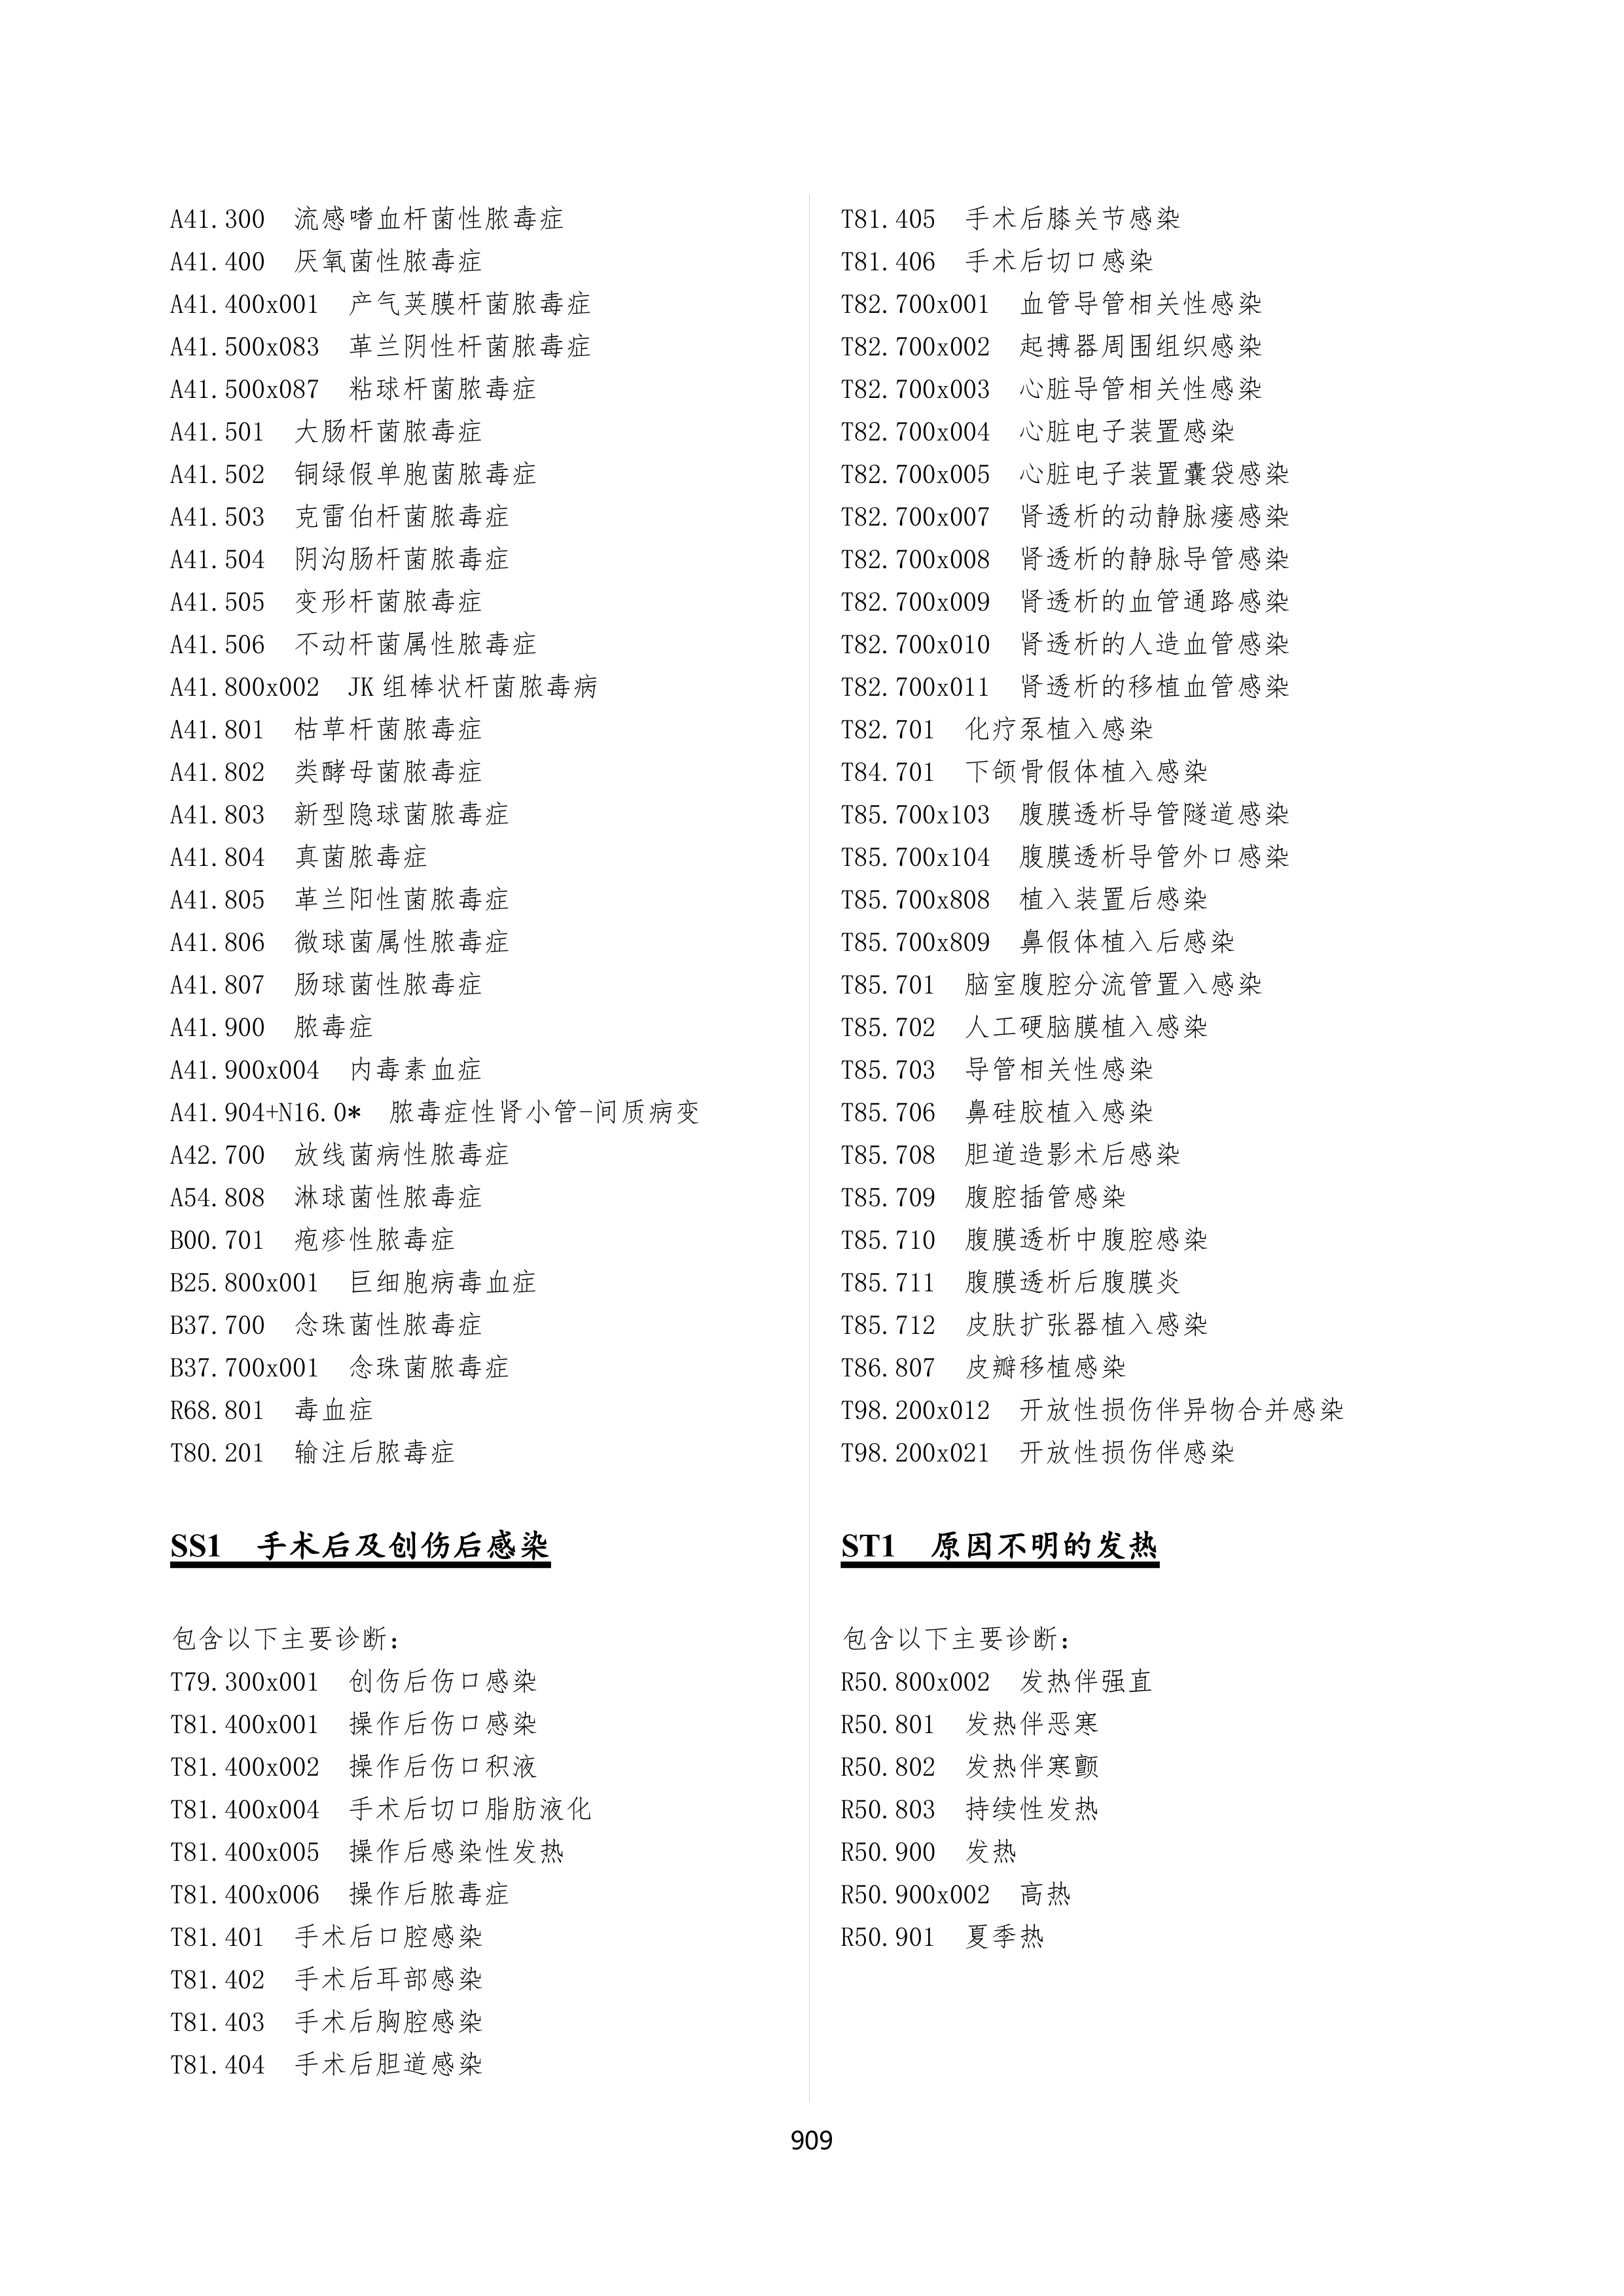 A41.300 流感嗜血杆菌性脓毒症
A41.400 厌氧菌性脓毒症
A41.400x001 产气荚膜杆菌脓毒症
A41.500x083 革兰阴性杆菌脓毒症
A41.500x087 粘球杆菌脓毒症
A41.501 大肠杆菌脓毒症
A41.502 铜绿假单胞菌脓毒症
A41.503 克雷伯杆菌脓毒症
A41.504 阴沟肠杆菌脓毒症
A41.505 变形杆菌脓毒症
A41.506 不动杆菌属性脓毒症
A41.800x002 JK组棒状杆菌脓毒病
A41.801 枯草杆菌脓毒症
A41.802 类酵母菌脓毒症
A41.803 新型隐球菌脓毒症
A41.804 真菌脓毒症
A41.805 革兰阳性菌脓毒症
A41.806 微球菌属性脓毒症
A41.807 肠球菌性脓毒症
A41.900 脓毒症
A41.900x004 内毒素血症
A41.904+N16.0* 脓毒症性肾小管-间质病变
A42.700 放线菌病性脓毒症
A54.808 淋球菌性脓毒症
B00.701 疱疹性脓毒症
B25.800x001 巨细胞病毒血症
B37.700 念珠菌性脓毒症
B37.700x001 念珠菌脓毒症
R68.801 毒血症
T80.201 输注后脓毒症
SS1 手术后及创伤后感染
包含以下主要诊断：
T79.300x001 创伤后伤口感染
T81.400x001 操作后伤口感染
T81.400x002 操作后伤口积液
T81.400x004 手术后切口脂肪液化
T81.400x005 操作后感染性发热
T81.400x006 操作后脓毒症
T81.401 手术后口腔感染
T81.402 手术后耳部感染
T81.403 手术后胸腔感染
T81.404 手术后胆道感染
T81.405 手术后膝关节感染
T81.406 手术后切口感染
T82.700x001 血管导管相关性感染
T82.700x002 起搏器周围组织感染
T82.700x003 心脏导管相关性感染
T82.700x004 心脏电子装置感染
T82.700x005 心脏电子装置囊袋感染
T82.700x007 肾透析的动静脉瘘感染
T82.700x008 肾透析的静脉导管感染
T82.700x009 肾透析的血管通路感染
T82.700x010 肾透析的人造血管感染
T82.700x011 肾透析的移植血管感染
T82.701 化疗泵植入感染
T84.701 下颌骨假体植入感染
T85.700x103 腹膜透析导管隧道感染
T85.700x104 腹膜透析导管外口感染
T85.700x808 植入装置后感染
T85.700x809 鼻假体植入后感染
T85.701 脑室腹腔分流管置入感染
T85.702 人工硬脑膜植入感染
T85.703 导管相关性感染
T85.706 鼻硅胶植入感染
T85.708 胆道造影术后感染
T85.709 腹腔插管感染
T85.710 腹膜透析中腹腔感染
T85.711 腹膜透析后腹膜炎
T85.712 皮肤扩张器植入感染
T86.807 皮瓣移植感染
T98.200x012 开放性损伤伴异物合并感染
T98.200x021 开放性损伤伴感染
ST1 原因不明的发热
包含以下主要诊断：
R50.800x002 发热伴强直
R50.801 发热伴恶寒
R50.802 发热伴寒颤
R50.803 持续性发热
R50.900 发热
R50.900x002 高热
R50.901 夏季热
909